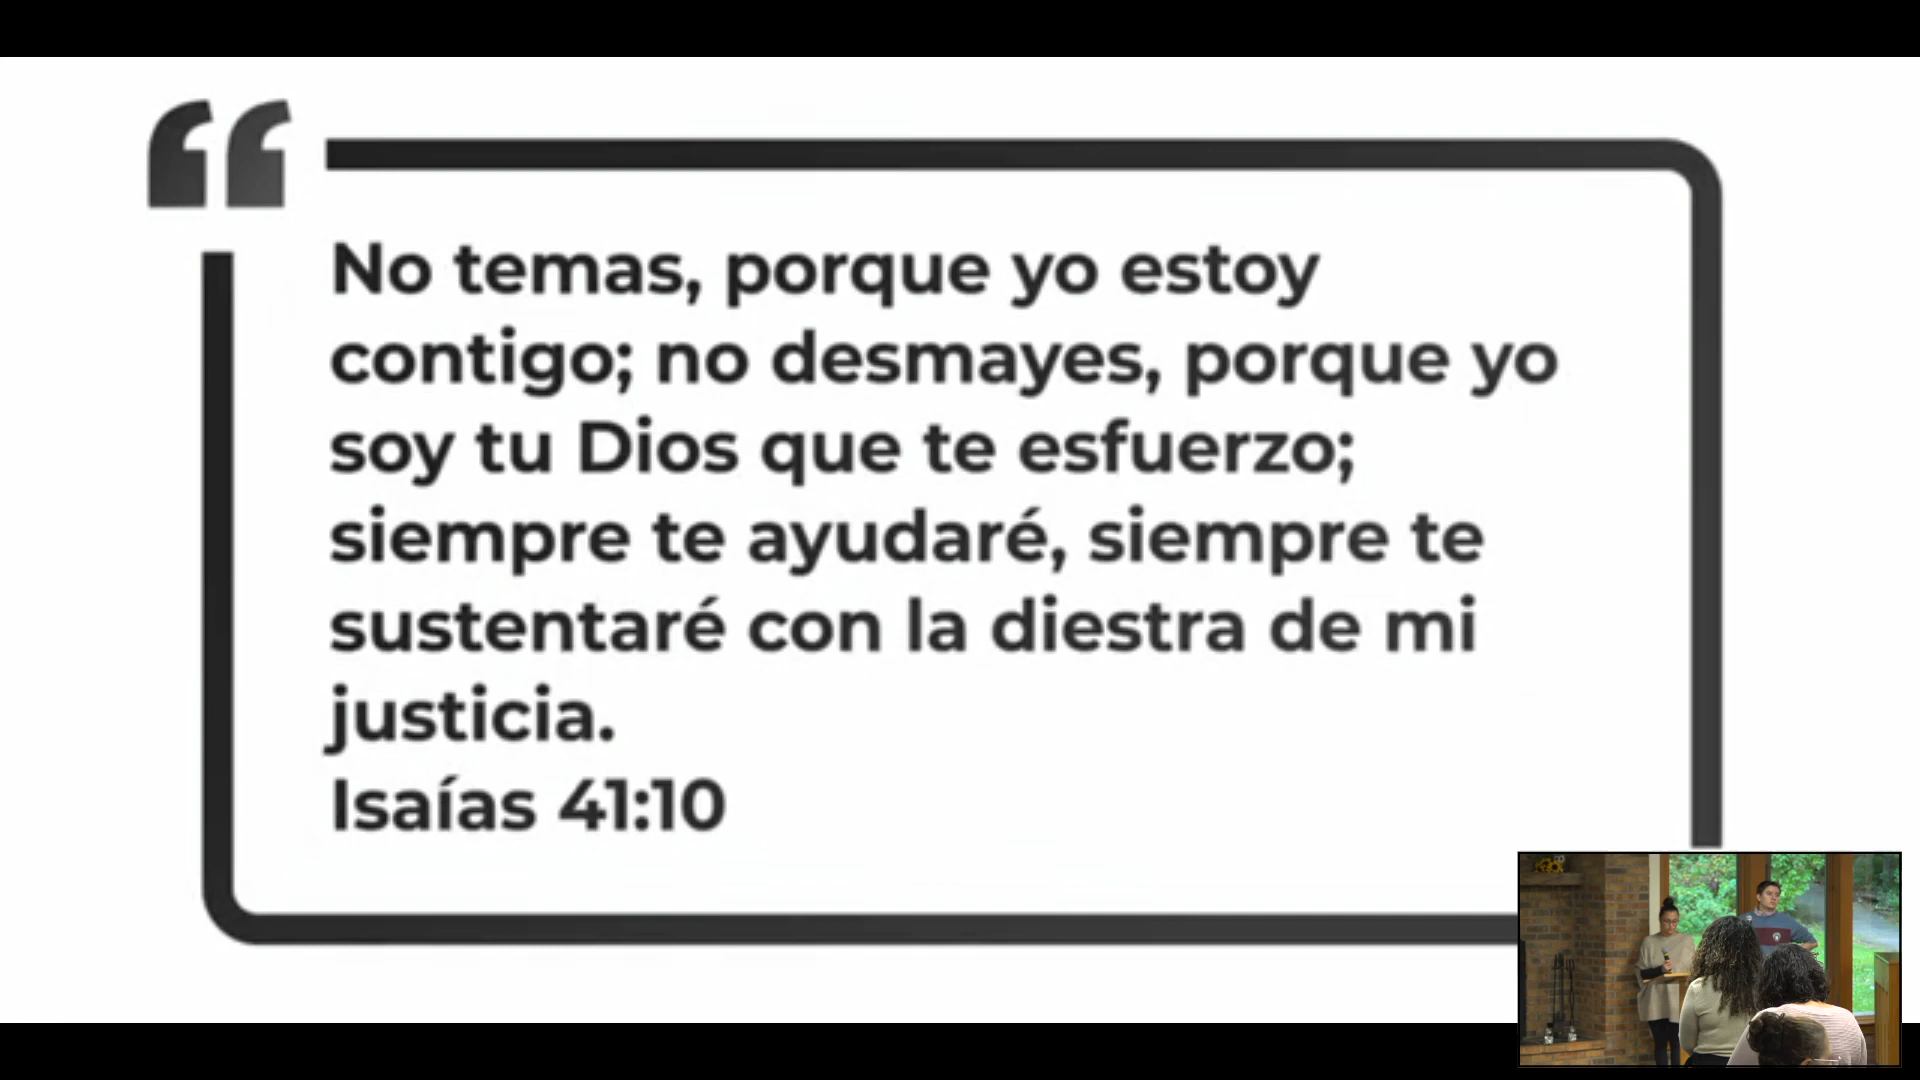 No temas, porque yo estoy
contigo; no desmayes, porque yo
soy tu Dios que te esfuerzo;
siempre te ayudaré, siempre te
sustentaré con la diestra de mi
justicia.
Isaías 41:10